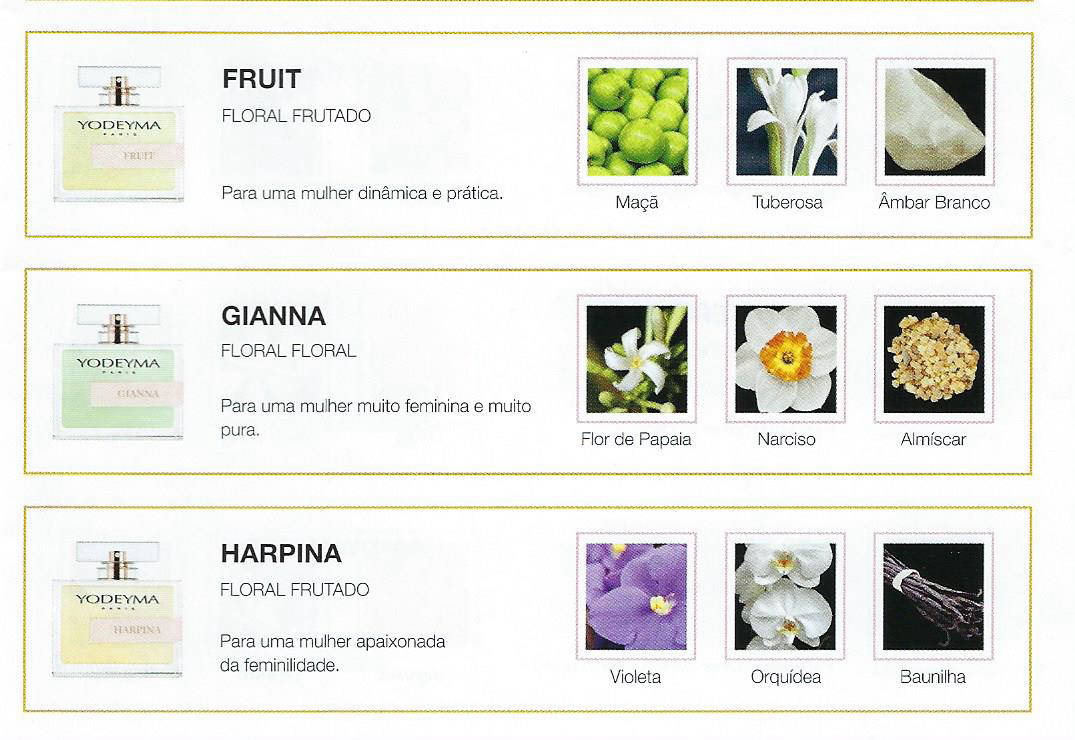 FRUIT
FLORAL FRUTADO
YODEYMA
PARIS
FRUIT
Para uma mulher dinâmica e prática.
Maçã
Tuberosa
Âmbar Branco
GIANNA
FLORAL FLORAL
YODEYMA
PARIS
GIANNA
Para uma mulher muito feminina e muito
pura.
Flor de Papaia
Narciso
Almíscar
HARPINA
FLORAL FRUTADO
YODEYMA
PARIS
HARPINA
Para uma mulher apaixonada
da feminilidade.
Violeta
Orquídea
Baunilha